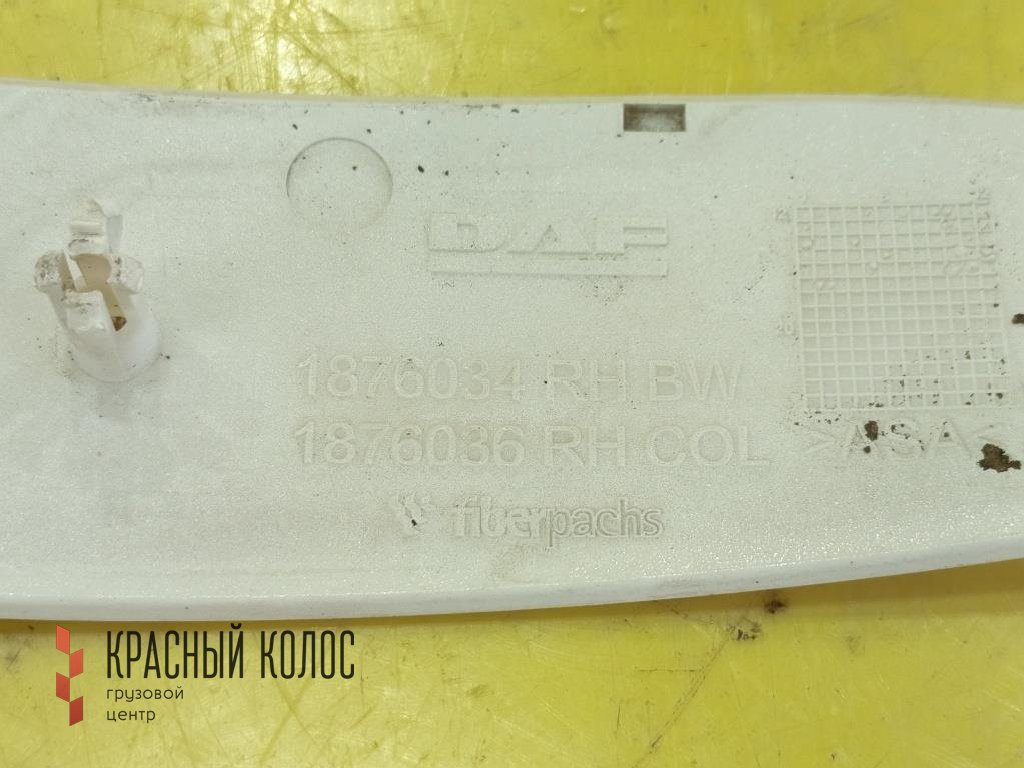 DAF
1876034 RH BW
1876036 RH COL
>ASA<
fiberpachs
КРАСНЫЙ КОЛОС
грузовой
центр